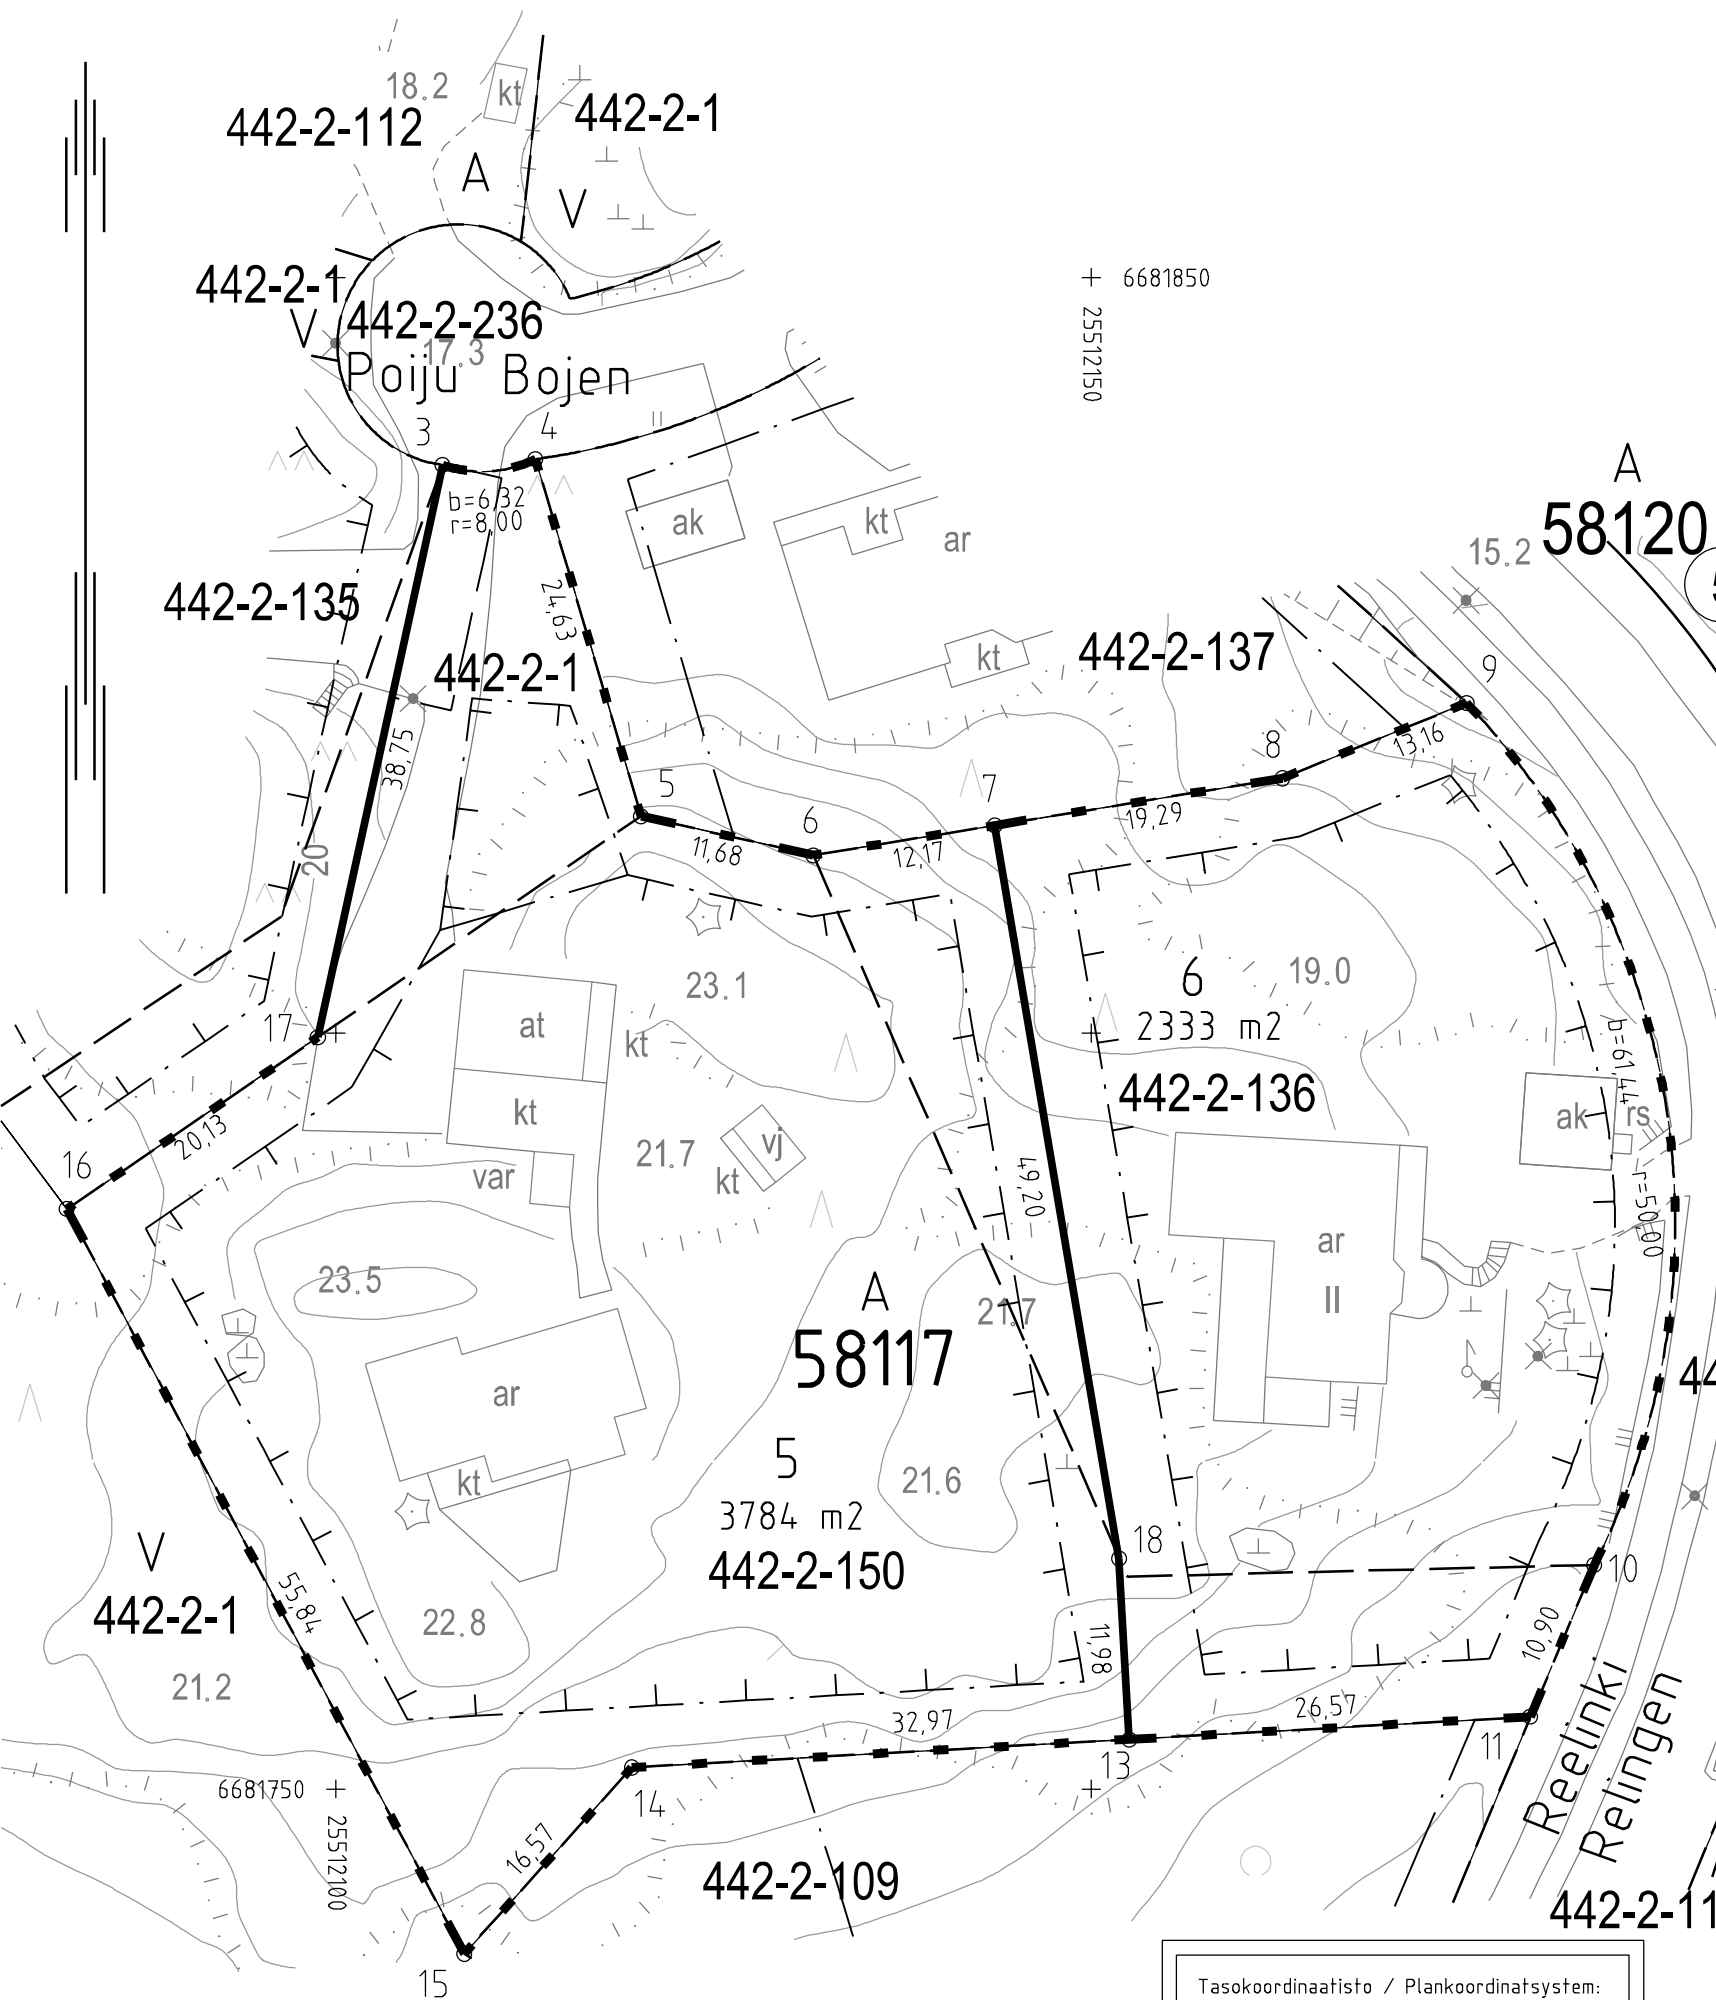 18.2
kt
442-2-1
442-2-112
A
V
442-2-1
V
442-2-236
17.3
Poiju Bojen
6681850
25512150
3
4
b=6,32
r=8,00
ak
kt
ar
A
58120
15.2
442-2-135
24,63
442-2-1
kt
442-2-137
9
38,75
8
13,16
5
6
7
11,68
12,17
19,29
20
23.1
6
19.0
2333 m2
442-2-136
17
at
kt
kt
b=61,44
ak
rs
20,13
16
21.7
vj
kt
var
49,20
r=50,00
ar
II
23.5
A
58117
21.7
44
ar
kt
5
21.6
3784 m2
442-2-150
18
10
V
442-2-1
55,84
22.8
11,98
10,90
21.2
32,97
26,57
13
11
Reelinki
Relingen
6681750
25512100
14
16,57
442-2-109
442-2-11
15
Tasokoordinaatisto / Plankoordinatsystem: